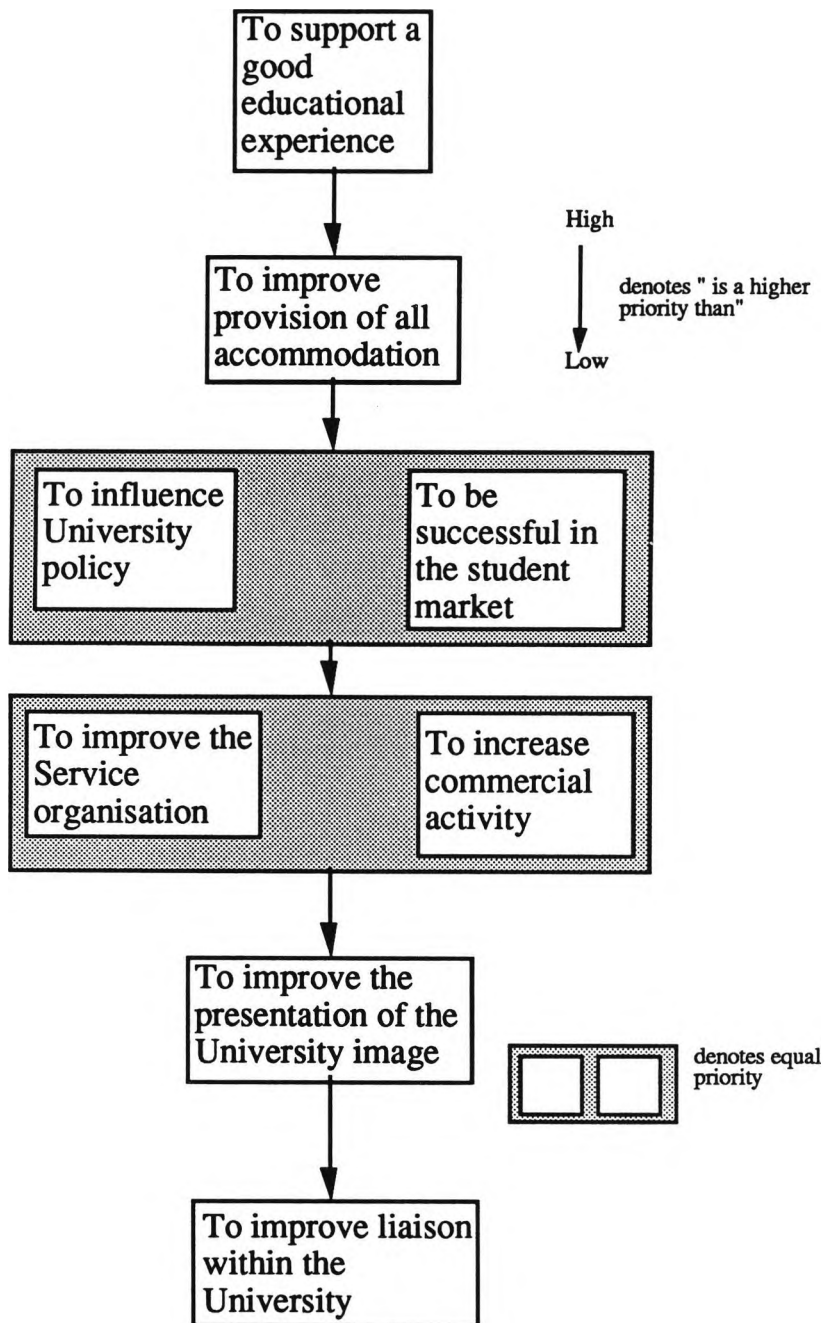 To support a
good
educational
experience
High
denotes " is a higher
priority than"
Low
To improve
provision of all
accommodation
To influence
University
policy
To be
successful in
the student
market
To improve the
Service
organisation
To increase
commercial
activity
To improve the
presentation of the
University image
denotes equal
priority
To improve liaison
within the
University